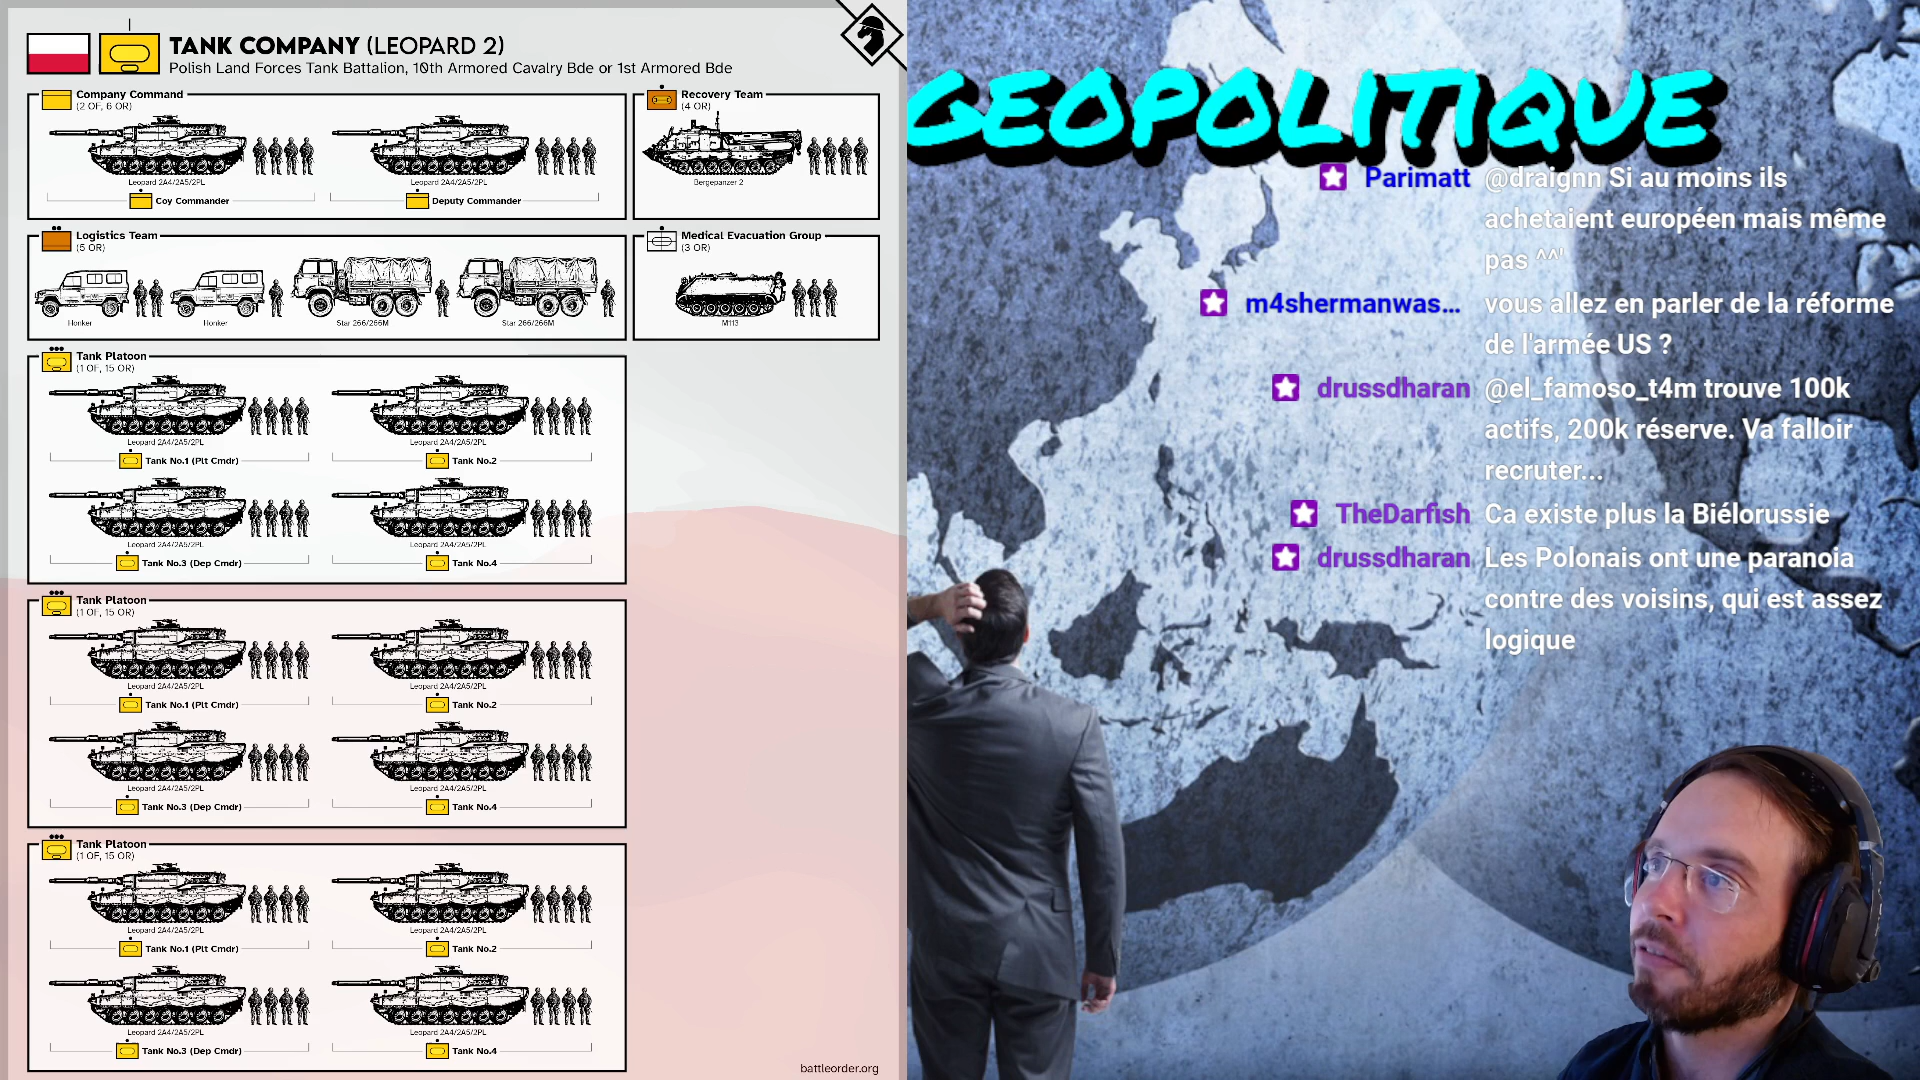 TANK COMPANY (LEOPARD 2)
Polish Land Forces Tank Battalion, 10th Armored Cavalry Bde or 1st Armored Bde
Company Command
(2 OF, 6 OR)
Leopard 2A4/2A5/2PL
Leopard 2A4/2A5/2PL
Coy Commander
Deputy Commander
Recovery Team
(4 OR)
Bergepanzer 2
Logistics Team
(5 OR)
Honker
Honker
Star 266/266M
Star 266/266M
Medical Evacuation Group
(3 OR)
M113
Tank Platoon
(1 OF, 15 OR)
Leopard 2A4/2A5/2PL
Leopard 2A4/2A5/2PL
Tank No.1 (Plt Cmdr)
Tank No.2
Leopard 2A4/2A5/2PL
Leopard 2A4/2A5/2PL
Tank No.3 (Dep Cmdr)
Tank No.4
Tank Platoon
(1 OF, 15 OR)
Leopard 2A4/2A5/2PL
Leopard 2A4/2A5/2PL
Tank No.1 (Plt Cmdr)
Tank No.2
Leopard 2A4/2A5/2PL
Leopard 2A4/2A5/2PL
Tank No.3 (Dep Cmdr)
Tank No.4
Tank Platoon
(1 OF, 15 OR)
Leopard 2A4/2A5/2PL
Leopard 2A4/2A5/2PL
Tank No.1 (Plt Cmdr)
Tank No.2
Leopard 2A4/2A5/2PL
Leopard 2A4/2A5/2PL
Tank No.3 (Dep Cmdr)
Tank No.4
battleorder.org
GEOPOLITIQUE
Parimatt @draignn Si au moins ils
achetaient européen mais même
pas ^^'
m4shermanwas... vous allez en parler de la réforme
de l'armée US ?
drussdharan @el_famoso_t4m trouve 100k
actifs, 200k réserve. Va falloir
recruter...
TheDarfish Ca existe plus la Biélorussie
drussdharan Les Polonais ont une paranoia
contre des voisins, qui est assez
logique